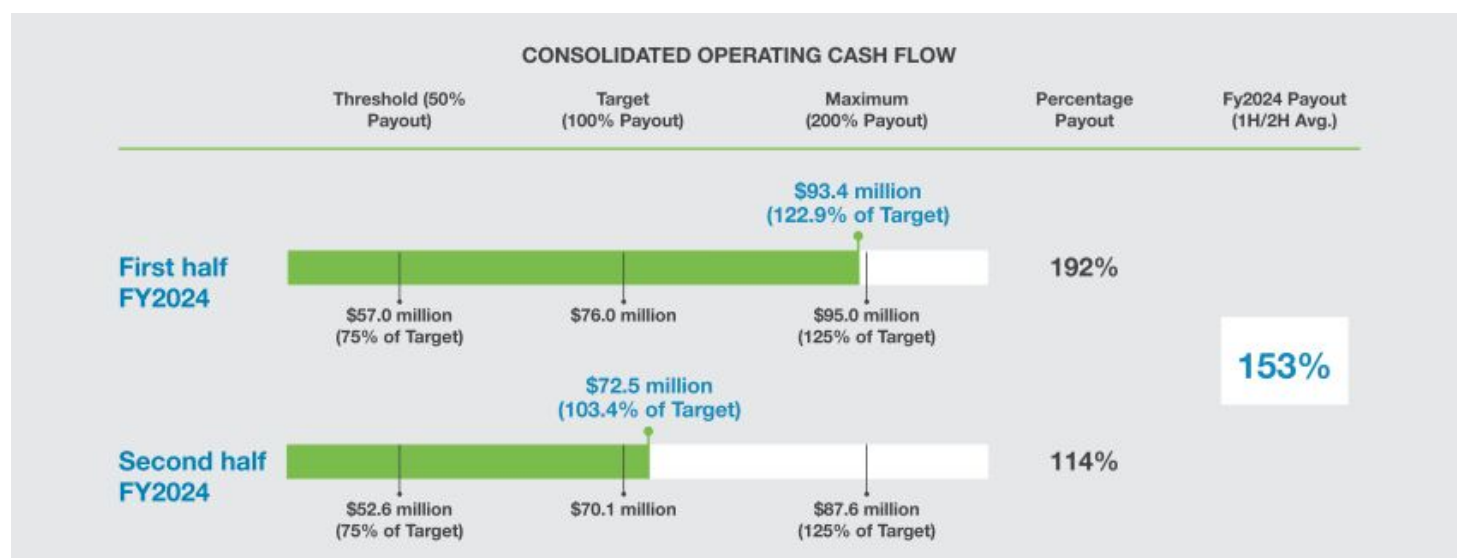 CONSOLIDATED OPERATING CASH FLOW
Threshold (50%
Payout)
Target
(100% Payout)
Maximum
(200% Payout)
Percentage
Payout
Fy2024 Payout
(1H/2H Avg.)
$93.4 million
(122.9% of Target)
First half
FY2024
192%
$57.0 million
(75% of Target)
$76.0 million
$95.0 million
(125% of Target)
153%
$72.5 million
(103.4% of Target)
Second half
FY2024
114%
$52.6 million
(75% of Target)
$70.1 million
$87.6 million
(125% of Target)